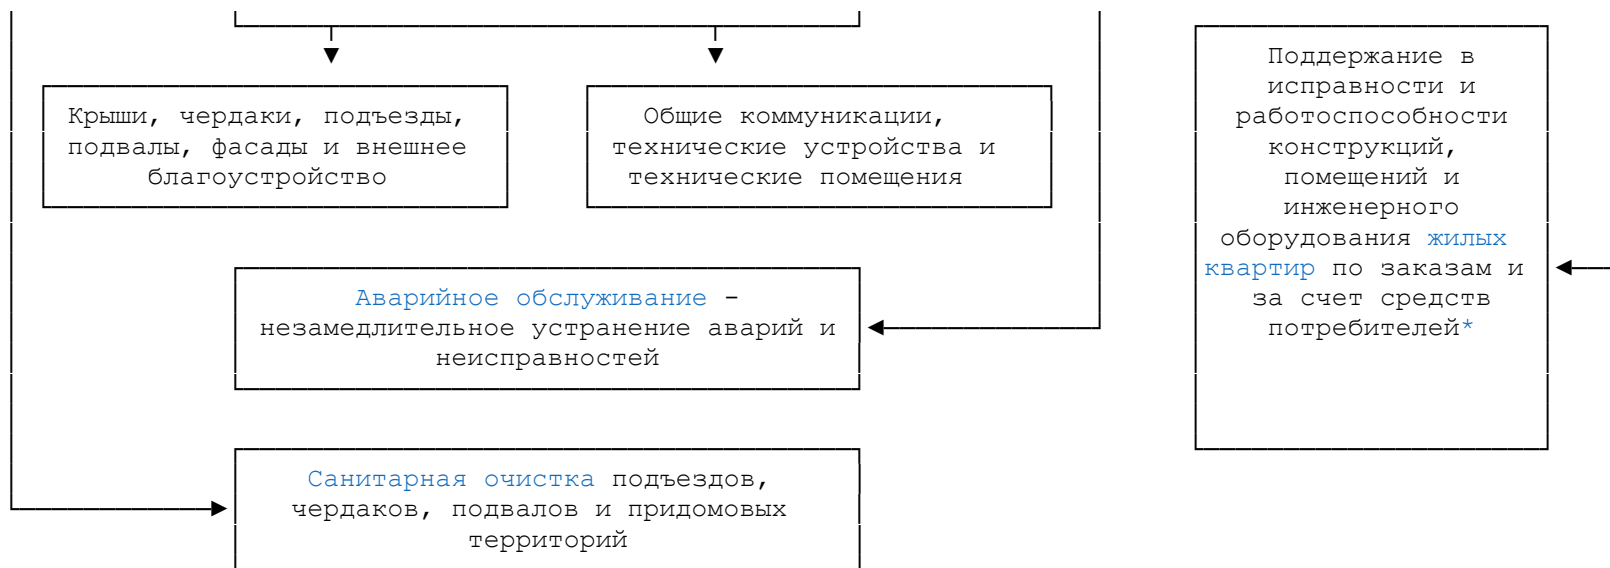 Крыши, чердаки, подъезды,
подвалы, фасады и внешнее
благоустройство
Общие коммуникации,
технические устройства и
технические помещения
Аварийное обслуживание -
незамедлительное устранение аварий и
неисправностей
Санитарная очистка подъездов,
чердаков, подвалов и придомовых
территорий
Поддержание в
исправности и
работоспособности
конструкций,
помещений и
инженерного
оборудования жилых
квартир по заказам и
за счет средств
потребителей*